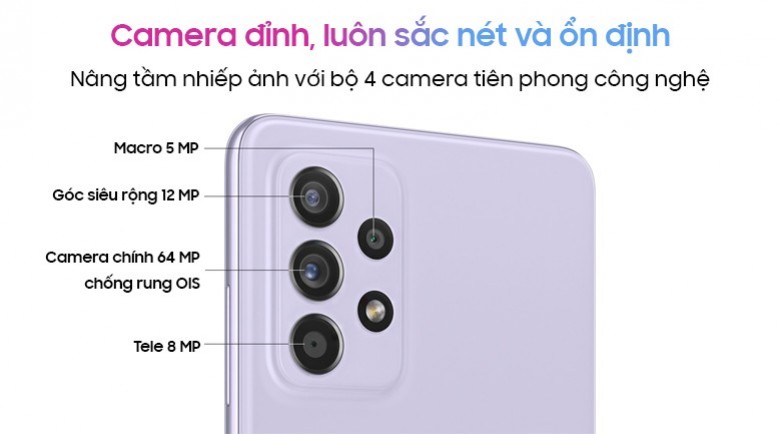 Camera đỉnh, luôn sắc nét và ổn định
Nâng tầm nhiếp ảnh với bộ 4 camera tiên phong công nghệ
Macro 5 MP
Góc siêu rộng 12 MP
Camera chính 64 MP
chống rung OIS
Tele 8 MP